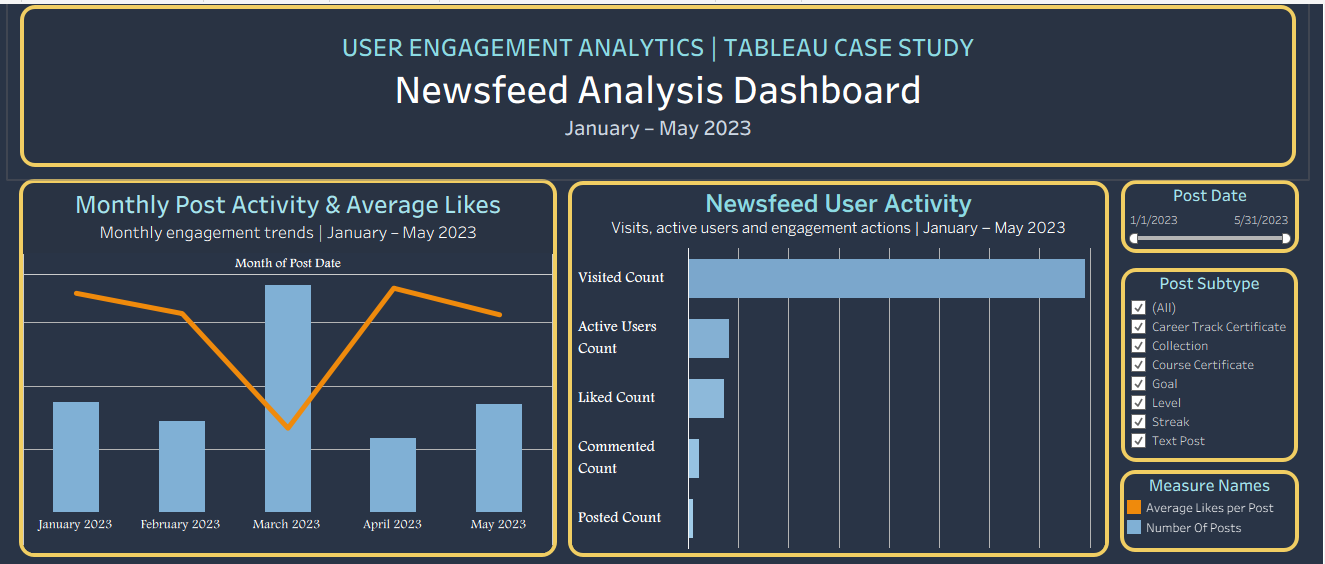 USER ENGAGEMENT ANALYTICS | TABLEAU CASE STUDY
Newsfeed Analysis Dashboard
January – May 2023
Monthly Post Activity & Average Likes
Monthly engagement trends | January – May 2023
Month of Post Date
January 2023
February 2023
March 2023
April 2023
May 2023
Newsfeed User Activity
Visits, active users and engagement actions | January – May 2023
Visited Count
Active Users
Count
Liked Count
Commented
Count
Posted Count
Post Date
1/1/2023
5/31/2023
Post Subtype
(All)
Career Track Certificate
Collection
Course Certificate
Goal
Level
Streak
Text Post
Measure Names
Average Likes per Post
Number Of Posts